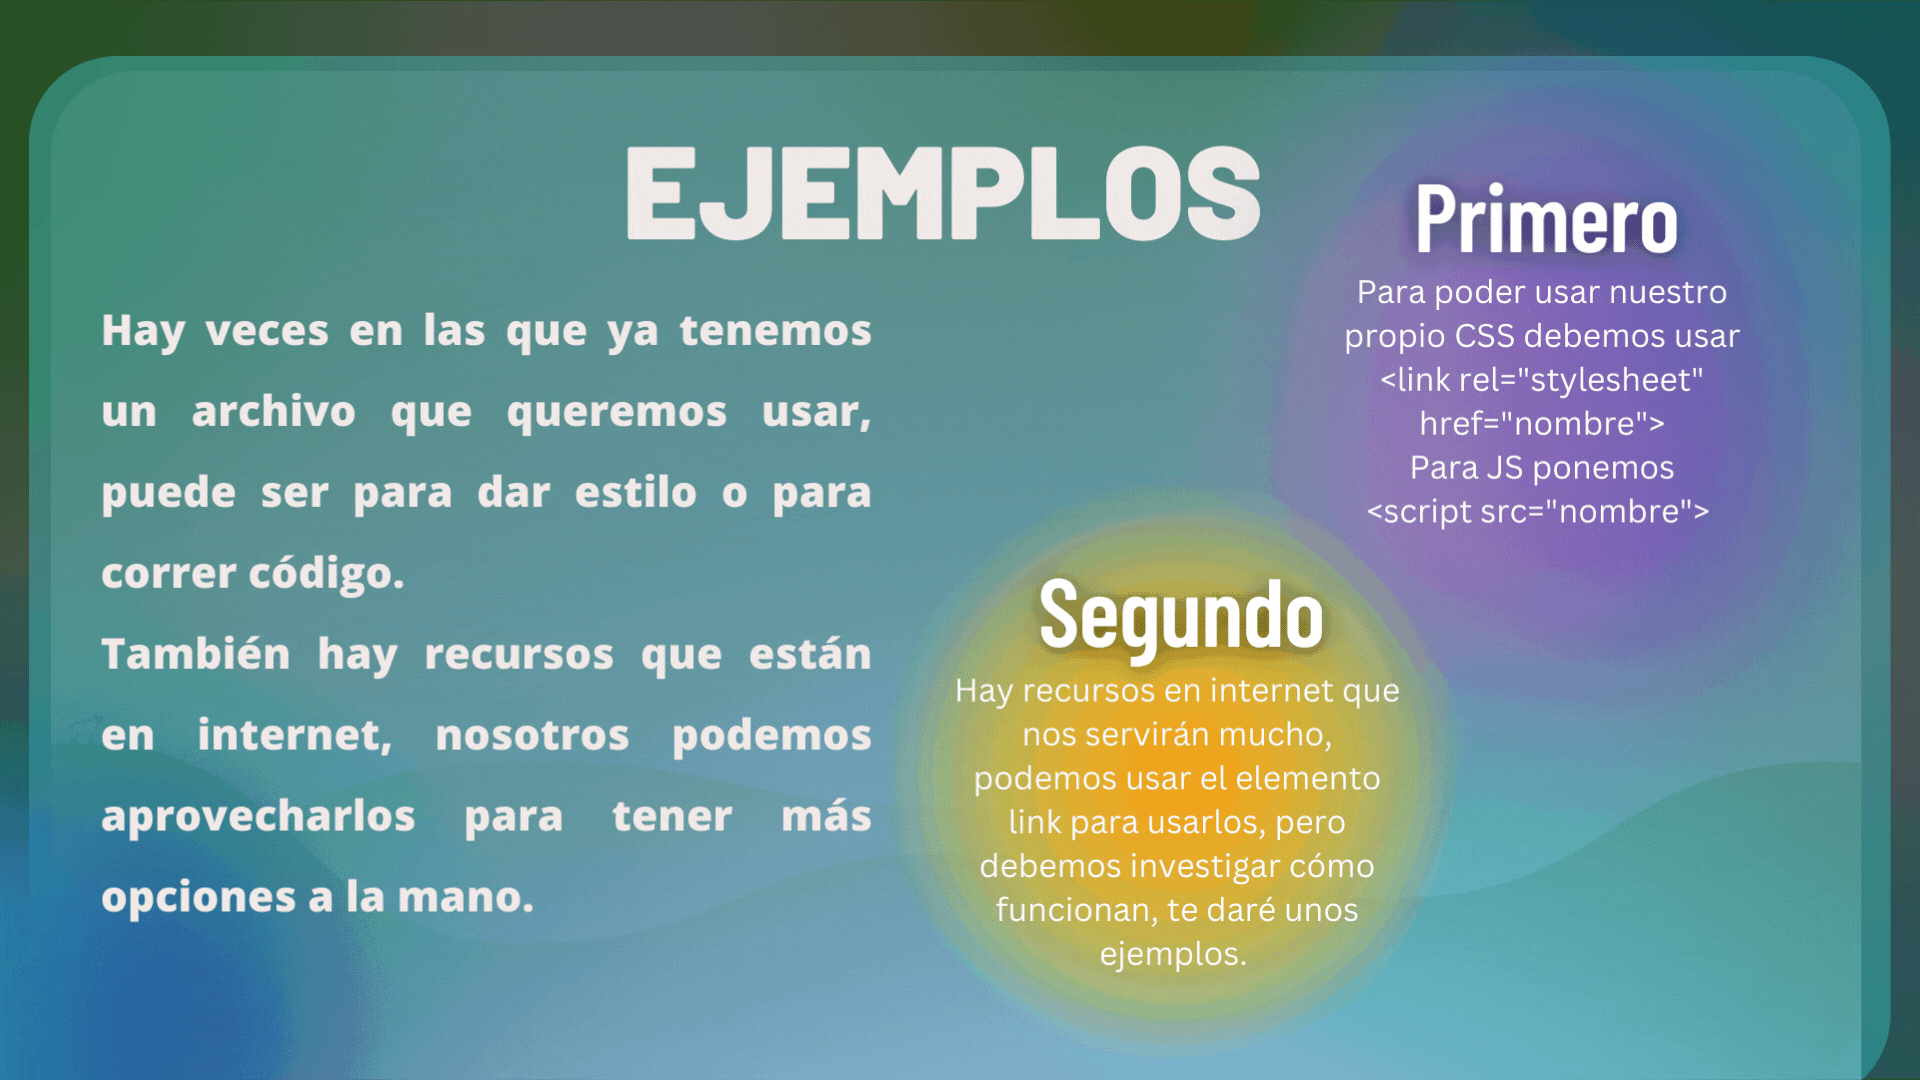 EJEMPLOS
Hay veces en las que ya tenemos
un archivo que queremos usar,
puede ser para dar estilo o para
correr código.
También hay recursos que están
en internet, nosotros podemos
aprovecharlos para tener más
opciones a la mano.
Primero
Para poder usar nuestro
propio CSS debemos usar
<link rel="stylesheet"
href="nombre">
Para JS ponemos
<script src="nombre">
Segundo
Hay recursos en internet que
nos servirán mucho,
podemos usar el elemento
link para usarlos, pero
debemos investigar cómo
funcionan, te daré unos
ejemplos.